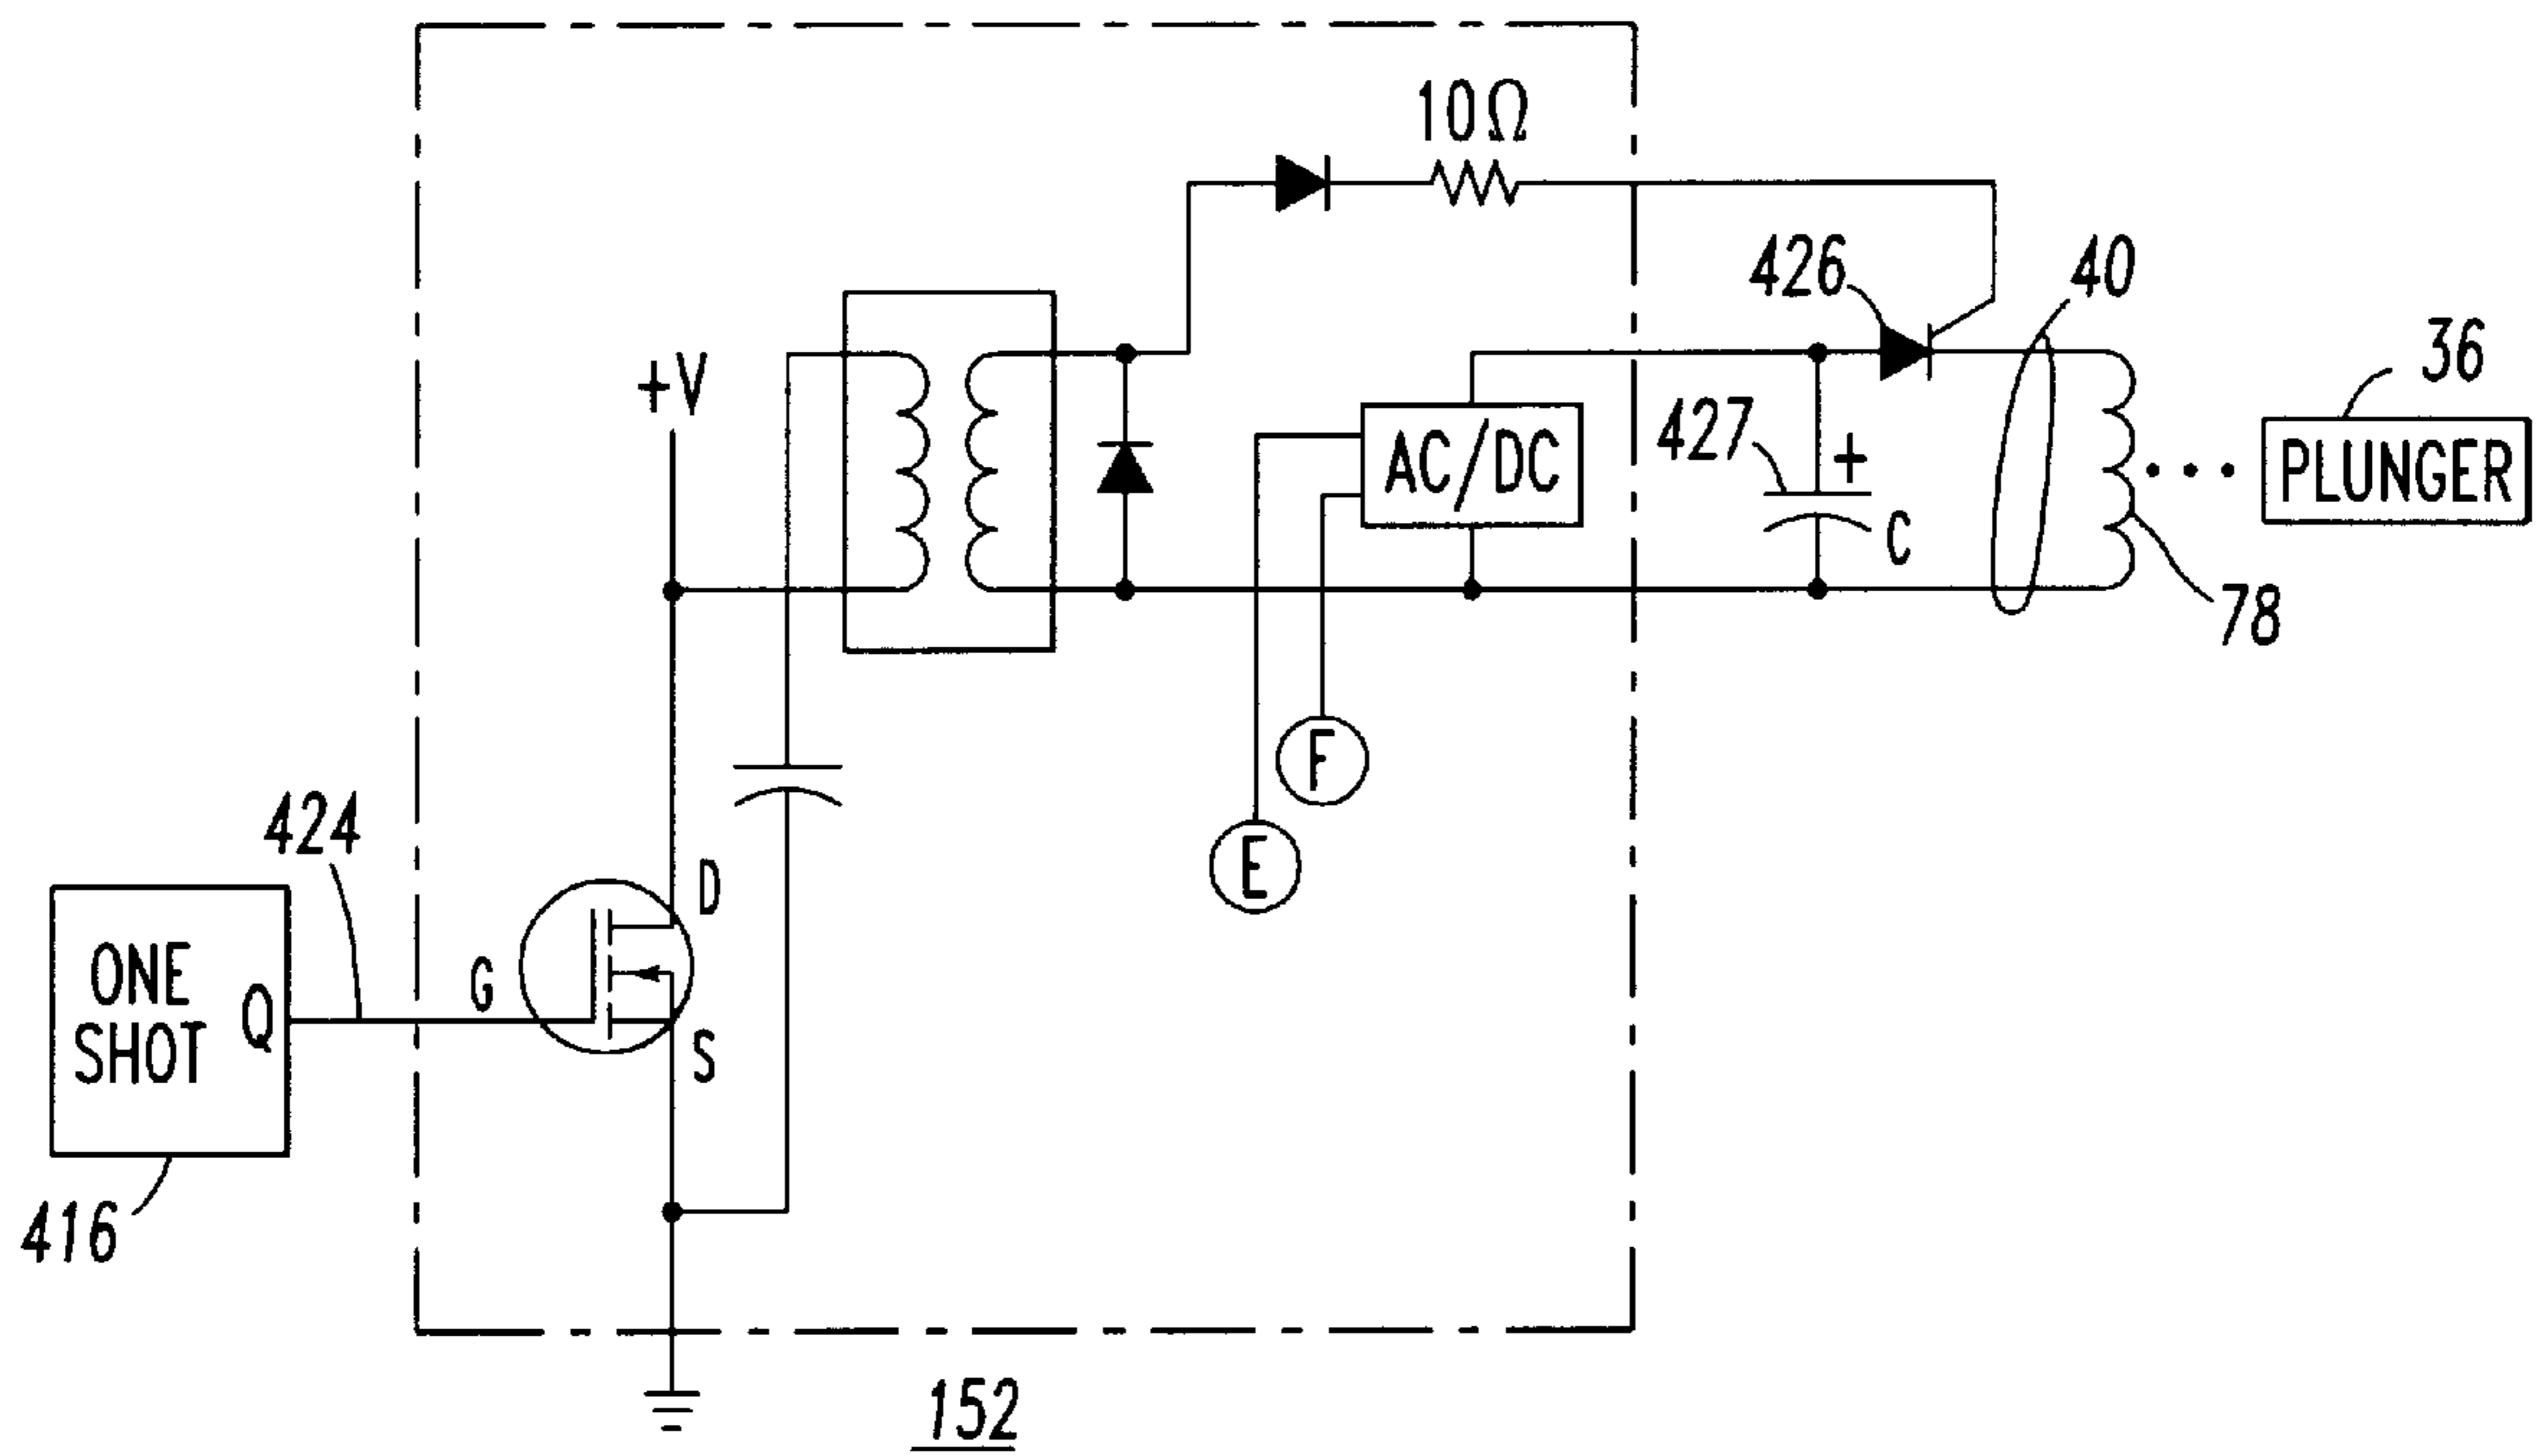 10Ω
426
40
+V
36
427
+
AC/DC
PLUNGER
C
78
F
424
D
E
ONE
SHOT
Q
G
S
416
152